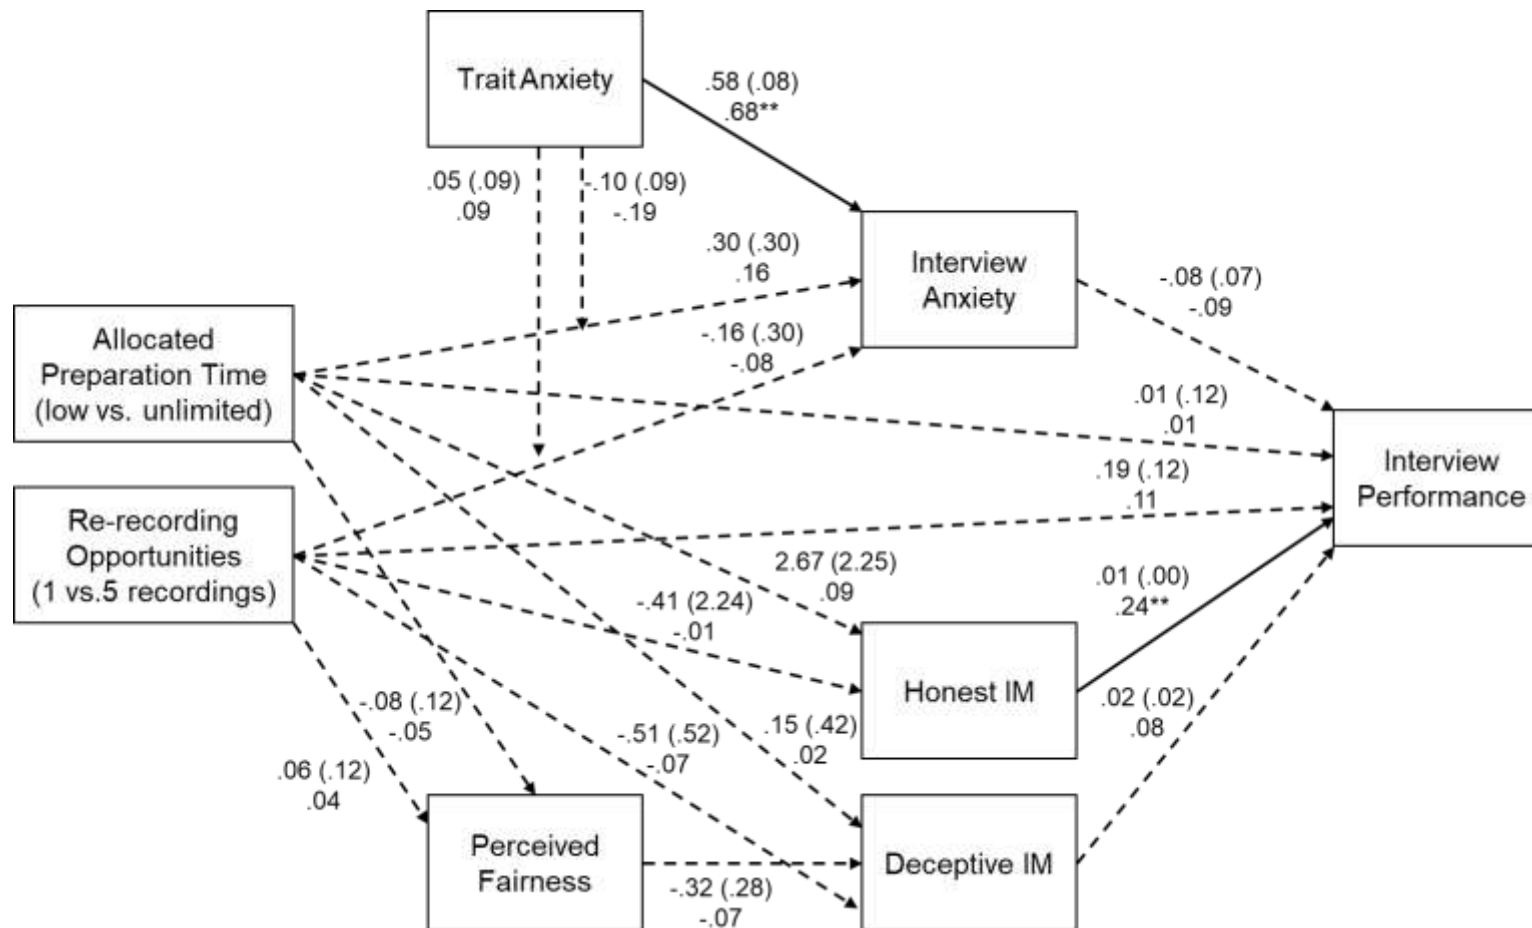 Trait Anxiety
.58 (.08)
.68**
.05 (.09)
.09
-.10 (.09)
-.19
.30 (.30)
.16
Interview
Anxiety
-.08 (.07)
-.09
Allocated
Preparation Time
(low vs. unlimited)
-.16 (.30)
-.08
.01 (.12)
.01
Interview
Performance
Re-recording
Opportunities
(1 vs.5 recordings)
.19 (.12)
.11
2.67 (2.25)
.09
-.41 (2.24)
-.01
.01 (.00)
.24**
Honest IM
-.08 (.12)
-.05
-.51 (.52)
-.07
.15 (.42)
.02
.02 (.02)
.08
.06 (.12)
.04
Perceived
Fairness
-.32 (.28)
-.07
Deceptive IM